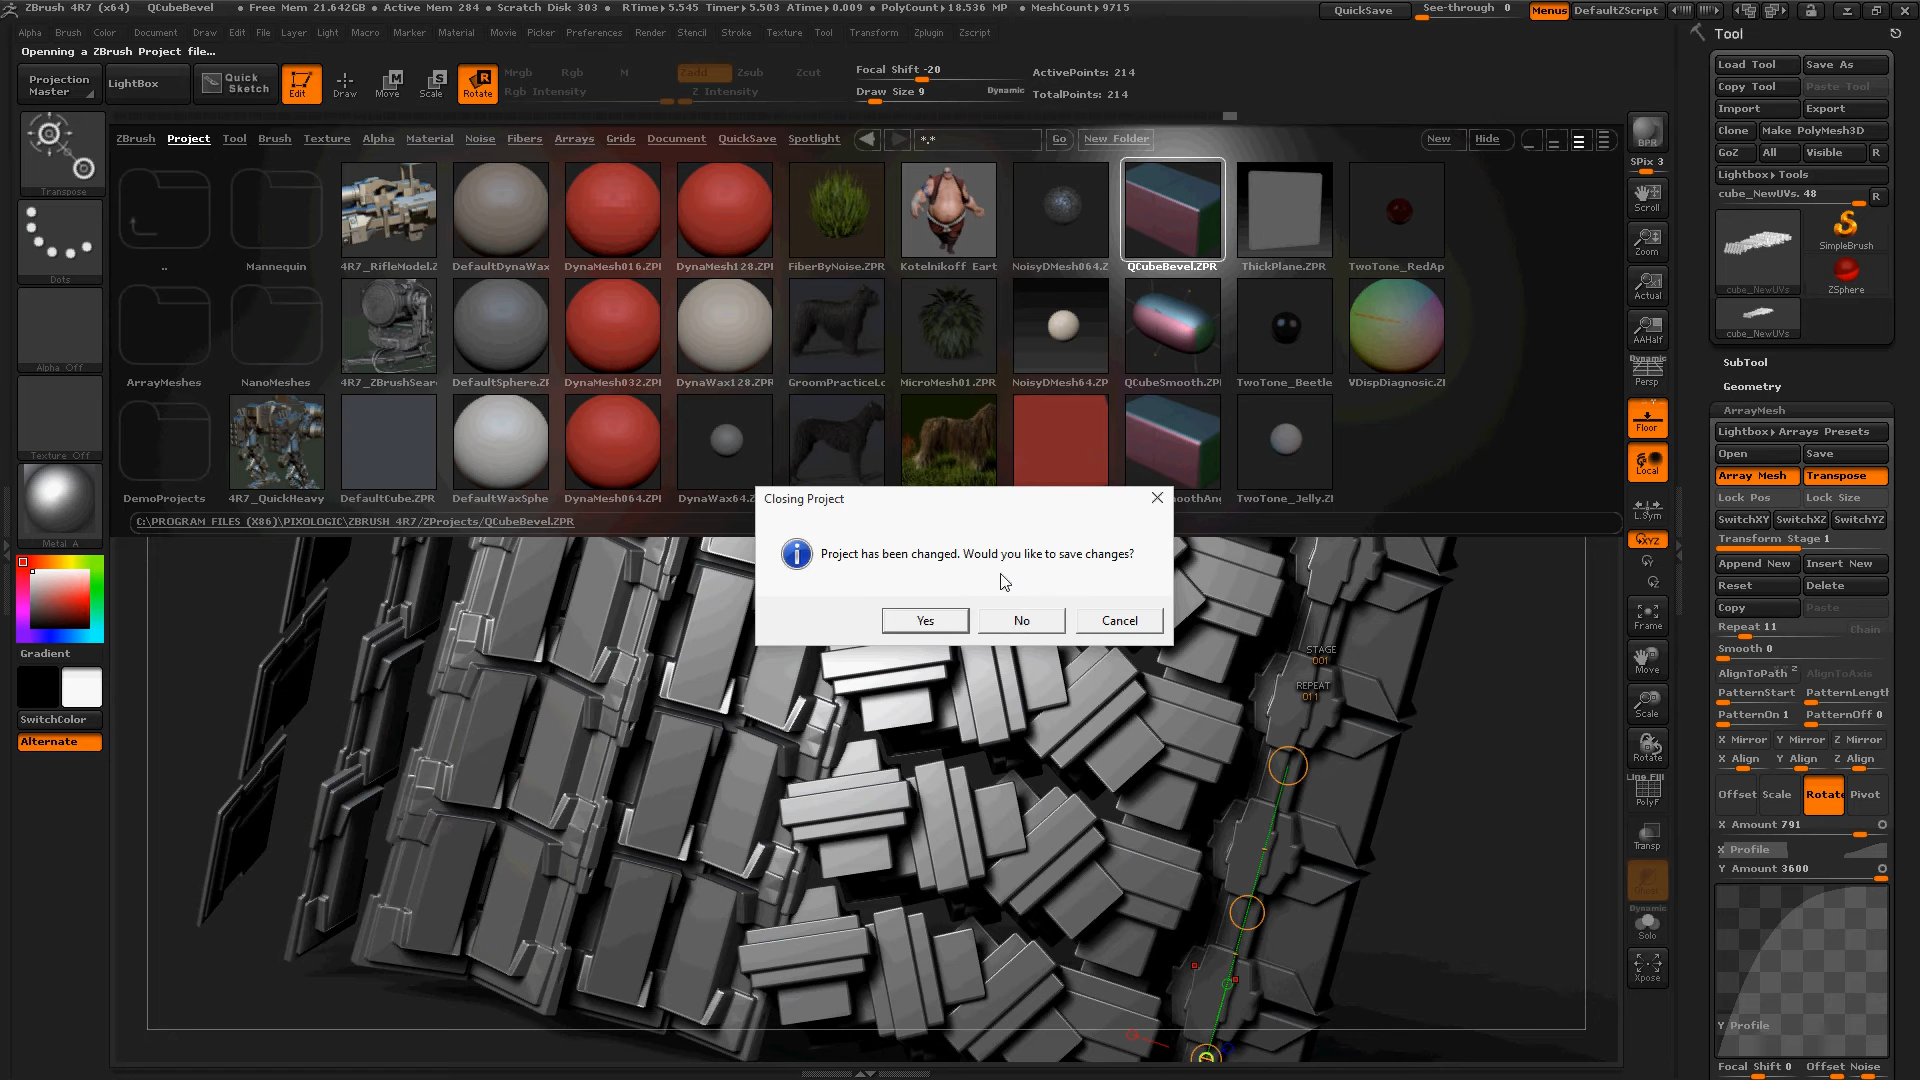 ZBrush 4R7 (x64) QCubeBevel • Free Mem 21.642GB • Active Mem 284 • Scratch Disk 303 • RTime▸5.545 Timer▸5.503 ATime▸0.009 • PolyCount▸18.536 MP • MeshCount▸9715 QuickSave See-through 0 Menus DefaultZScript
Alpha Brush Color Document Draw Edit File Layer Light Macro Marker Material Movie Picker Preferences Render Stencil Stroke Texture Tool Transform Zplugin Zscript
Openning a ZBrush Project file...
Projection Master
LightBox
Quick Sketch
Edit
Draw
Move
Scale
Rotate
Mrgb Rgb M
Rgb Intensity
Zadd Zsub Zcut
Z Intensity
Focal Shift -20
Draw Size 9 Dynamic
ActivePoints: 214
TotalPoints: 214
ZBrush Project Tool Brush Texture Alpha Material Noise Fibers Arrays Grids Document QuickSave Spotlight *.* Go New Folder New Hide
.. Mannequin 4R7_RifleModel.Z DefaultDynaWax DynaMesh016.ZPI DynaMesh128.ZPI FiberByNoise.ZPR Kotelnikoff Eart NoisyDMesh064.Z QCubeBevel.ZPR ThickPlane.ZPR TwoTone_RedAp
ArrayMeshes NanoMeshes 4R7_ZBrushSear DefaultSphere.ZF DynaMesh032.ZPI DynaWax128.ZPR GroomPracticeLo MicroMesh01.ZPR NoisyDMesh64.ZP QCubeSmooth.ZPI TwoTone_Beetle VDispDiagnosic.ZI
DemoProjects 4R7_QuickHeavy DefaultCube.ZPR DefaultWaxSphe DynaMesh064.ZPI DynaWax64.Z moothAng TwoTone_Jelly.ZI
C:\PROGRAM FILES (X86)\PIXOLOGIC\ZBRUSH 4R7/ZProjects/QCubeBevel.ZPR
Closing Project
Project has been changed. Would you like to save changes?
Yes No Cancel
STAGE
001
REPEAT
011
Transpose
Dots
Alpha Off
Texture Off
Metal A
Gradient
SwitchColor
Alternate
BPR
SPix 3
Scroll
Zoom
Actual
AAHalf
Dynamic
Persp
Floor
Local
L.Sym
XYZ
Frame
Move
Scale
Rotate
Line Fill
PolyF
Transp
Ghost
Dynamic
Solo
Xpose
Tool
Load Tool Save As
Copy Tool Paste Tool
Import Export
Clone Make PolyMesh3D
GoZ All Visible R
Lightbox▸Tools
cube_NewUVs. 48 R
cube_NewUVs
SimpleBrush
ZSphere
cube_NewUVs
SubTool
Geometry
ArrayMesh
Lightbox▸Arrays Presets
Open Save
Array Mesh Transpose
Lock Pos Lock Size
SwitchXY SwitchXZ SwitchYZ
Transform Stage 1
Append New Insert New
Reset Delete
Copy Paste
Repeat 11 Chain
Smooth 0
AlignToPath AlignToAxis
PatternStart PatternLength
PatternOn 1 PatternOff 0
X Mirror Y Mirror Z Mirror
X Align Y Align Z Align
Offset Scale Rotate Pivot
X Amount 791
X Profile
Y Amount 3600
Y Profile
Focal Shift 0 Offset Noise